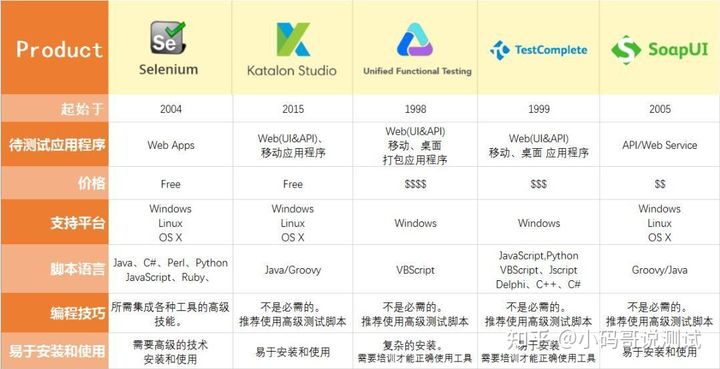 Product
Se
Selenium
Katalon Studio
Unified Functional Testing
TestComplete
SoapUI
起始于
2004
2015
1998
1999
2005
待测试应用程序
Web Apps
Web(UI&API)、
移动应用程序
Web(UI&API)
移动、桌面
打包应用程序
Web(UI&API)
移动、桌面 应用程序
API/Web Service
价格
Free
Free
$$$$
$$$
$$
支持平台
Windows
Linux
OS X
Windows
Linux
OS X
Windows
Windows
Windows
Linux
OS X
脚本语言
Java、C#、Perl、Python
JavaScript、Ruby、
Java/Groovy
VBScript
JavaScript,Python
VBScript、Jscript
Delphi、C++、C#
Groovy/Java
编程技巧
所需集成各种工具的高级
技能。
不是必需的。
推荐使用高级测试脚本
不是必需的。
推荐使用高级测试脚本
不是必需的。
推荐使用高级测试脚本
不是必需的。
推荐使用高级测试脚本
易于安装和使用
需要高级的技术
安装和使用
易于安装和使用
复杂的安装。
需要培训才能正确使用工具
易于安装
需要培训才能正确使用工具
易于安装和使用
知乎 @小码哥说测试